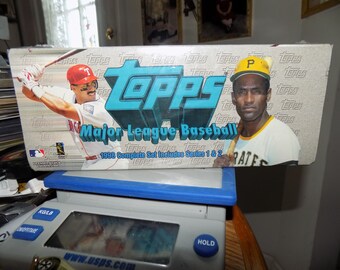 topps
Major League Baseball
1998 Complete Set Includes Series 1 & 2
P
PIRATES
HOLD
www.usps.com